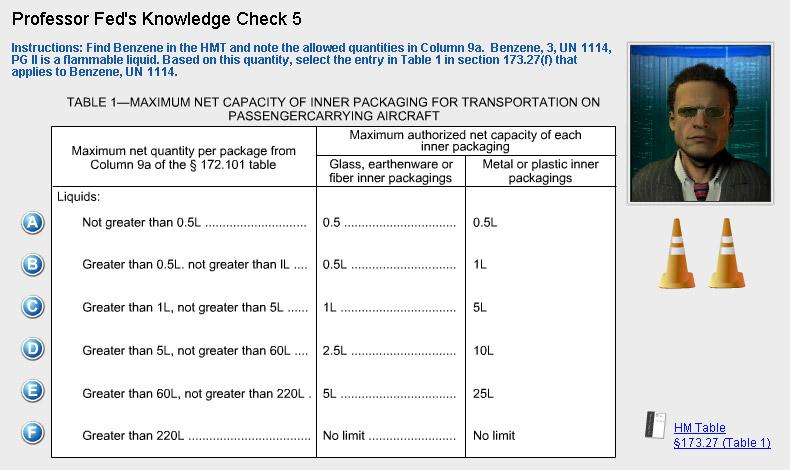 Professor Fed's Knowledge Check 5
Instructions: Find Benzene in the HMT and note the allowed quantities in Column 9a.  Benzene, 3, UN 1114,
PG II is a flammable liquid. Based on this quantity, select the entry in Table 1 in section 173.27(f) that
applies to Benzene, UN 1114.
TABLE 1—MAXIMUM NET CAPACITY OF INNER PACKAGING FOR TRANSPORTATION ON
PASSENGERCARRYING AIRCRAFT
Maximum net quantity per package from
Column 9a of the § 172.101 table
Maximum authorized net capacity of each
inner packaging
Glass, earthenware or
fiber inner packagings
Metal or plastic inner
packagings
Liquids:
A Not greater than 0.5L ............................ 0.5 ............................... 0.5L
B Greater than 0.5L. not greater than IL .... 0.5L ............................. 1L
C Greater than 1L, not greater than 5L ...... 1L ................................ 5L
D Greater than 5L, not greater than 60L .... 2.5L ............................. 10L
E Greater than 60L, not greater than 220L . 5L ................................ 25L
F Greater than 220L ................................. No limit ........................ No limit
HM Table
§173.27 (Table 1)